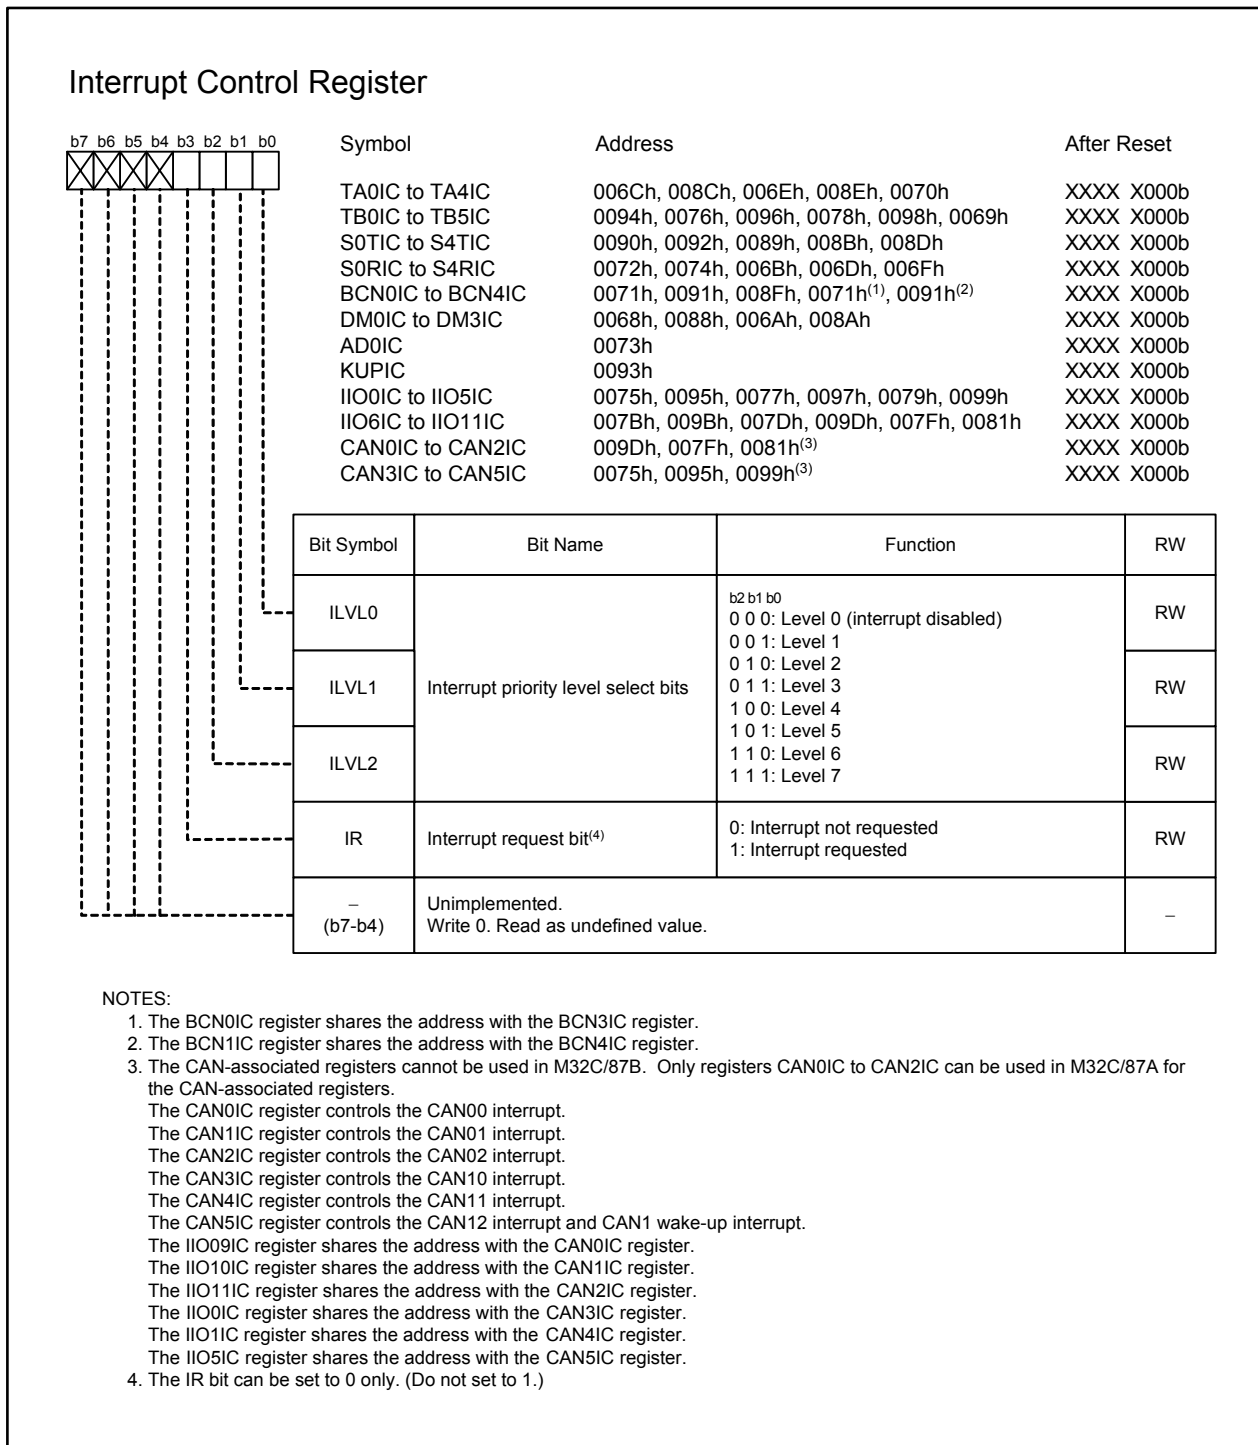 Interrupt Control Register
b7 b6 b5 b4 b3 b2 b1 b0
Symbol Address After Reset
TA0IC to TA4IC 006Ch, 008Ch, 006Eh, 008Eh, 0070h XXXX X000b
TB0IC to TB5IC 0094h, 0076h, 0096h, 0078h, 0098h, 0069h XXXX X000b
S0TIC to S4TIC 0090h, 0092h, 0089h, 008Bh, 008Dh XXXX X000b
S0RIC to S4RIC 0072h, 0074h, 006Bh, 006Dh, 006Fh XXXX X000b
BCN0IC to BCN4IC 0071h, 0091h, 008Fh, 0071h(1), 0091h(2) XXXX X000b
DM0IC to DM3IC 0068h, 0088h, 006Ah, 008Ah XXXX X000b
AD0IC 0073h XXXX X000b
KUPIC 0093h XXXX X000b
IIO0IC to IIO5IC 0075h, 0095h, 0077h, 0097h, 0079h, 0099h XXXX X000b
IIO6IC to IIO11IC 007Bh, 009Bh, 007Dh, 009Dh, 007Fh, 0081h XXXX X000b
CAN0IC to CAN2IC 009Dh, 007Fh, 0081h(3) XXXX X000b
CAN3IC to CAN5IC 0075h, 0095h, 0099h(3) XXXX X000b
Bit Symbol Bit Name Function RW
ILVL0 RW
ILVL1 Interrupt priority level select bits RW
ILVL2 RW
b2 b1 b0
0 0 0: Level 0 (interrupt disabled)
0 0 1: Level 1
0 1 0: Level 2
0 1 1: Level 3
1 0 0: Level 4
1 0 1: Level 5
1 1 0: Level 6
1 1 1: Level 7
IR Interrupt request bit(4) 0: Interrupt not requested RW
1: Interrupt requested
– Unimplemented. –
(b7-b4) Write 0. Read as undefined value.
NOTES:
1. The BCN0IC register shares the address with the BCN3IC register.
2. The BCN1IC register shares the address with the BCN4IC register.
3. The CAN-associated registers cannot be used in M32C/87B. Only registers CAN0IC to CAN2IC can be used in M32C/87A for
the CAN-associated registers.
The CAN0IC register controls the CAN00 interrupt.
The CAN1IC register controls the CAN01 interrupt.
The CAN2IC register controls the CAN02 interrupt.
The CAN3IC register controls the CAN10 interrupt.
The CAN4IC register controls the CAN11 interrupt.
The CAN5IC register controls the CAN12 interrupt and CAN1 wake-up interrupt.
The IIO09IC register shares the address with the CAN0IC register.
The IIO10IC register shares the address with the CAN1IC register.
The IIO11IC register shares the address with the CAN2IC register.
The IIO0IC register shares the address with the CAN3IC register.
The IIO1IC register shares the address with the CAN4IC register.
The IIO5IC register shares the address with the CAN5IC register.
4. The IR bit can be set to 0 only. (Do not set to 1.)